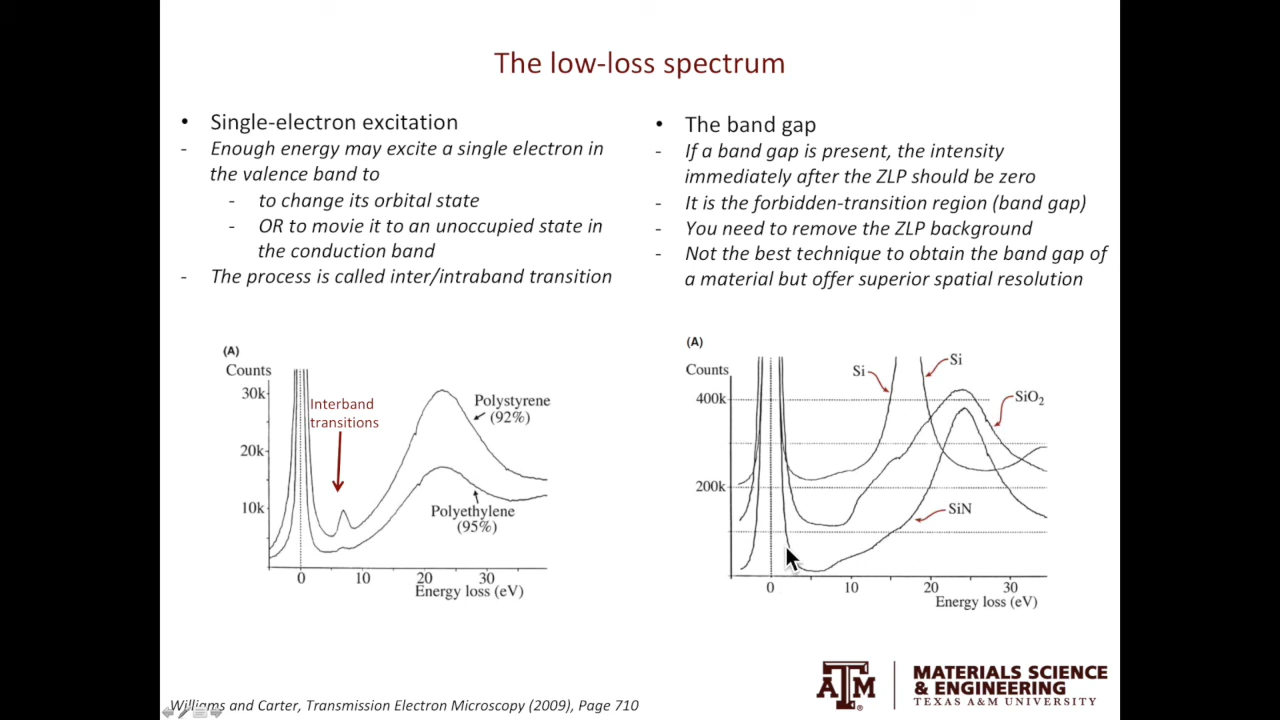 The low-loss spectrum
• Single-electron excitation
- Enough energy may excite a single electron in
the valence band to
- to change its orbital state
- OR to movie it to an unoccupied state in
the conduction band
- The process is called inter/intraband transition
• The band gap
- If a band gap is present, the intensity
immediately after the ZLP should be zero
- It is the forbidden-transition region (band gap)
- You need to remove the ZLP background
- Not the best technique to obtain the band gap of
a material but offer superior spatial resolution
(A)
Counts
30k
20k
10k
Interband
transitions
Polystyrene
(92%)
Polyethylene
(95%)
0 10 20 30
Energy loss (eV)
(A)
Counts
400k
200k
Si
Si
SiO₂
SiN
0 10 20 30
Energy loss (eV)
Williams and Carter, Transmission Electron Microscopy (2009), Page 710
ATM
MATERIALS SCIENCE
& ENGINEERING
TEXAS A&M UNIVERSITY